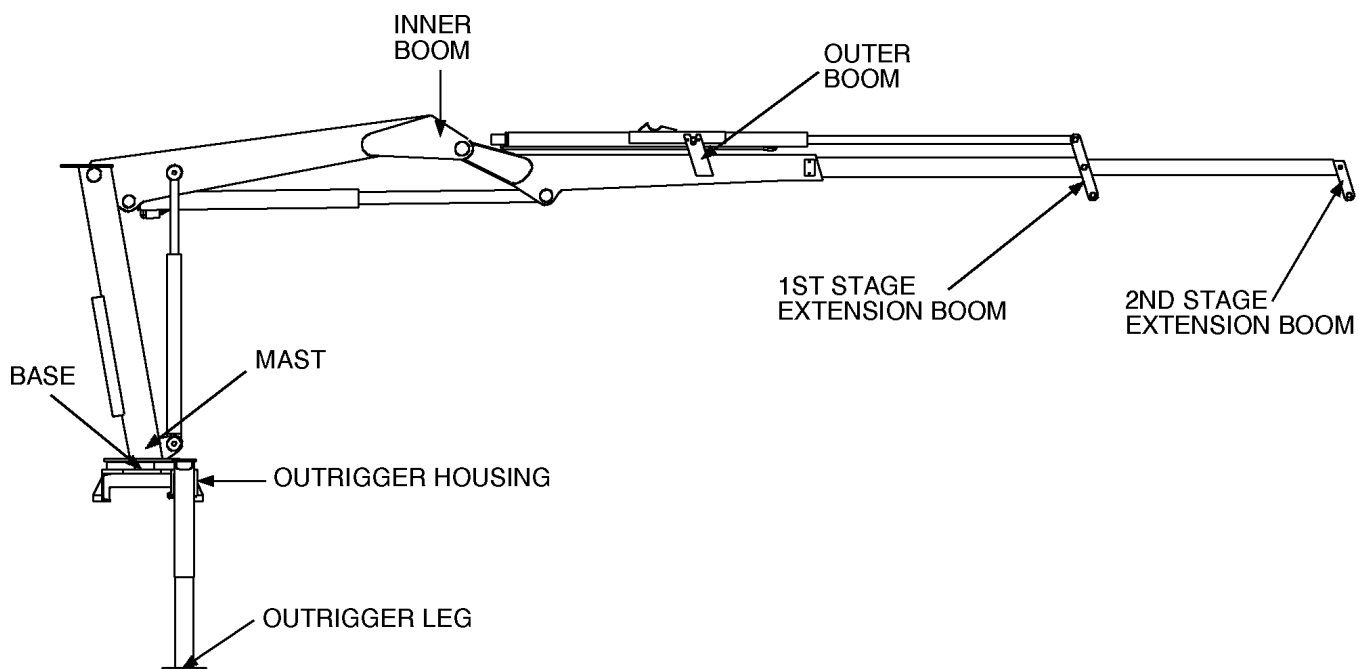 INNER
BOOM
OUTER
BOOM
1ST STAGE
EXTENSION BOOM
2ND STAGE
EXTENSION BOOM
MAST
BASE
OUTRIGGER HOUSING
OUTRIGGER LEG